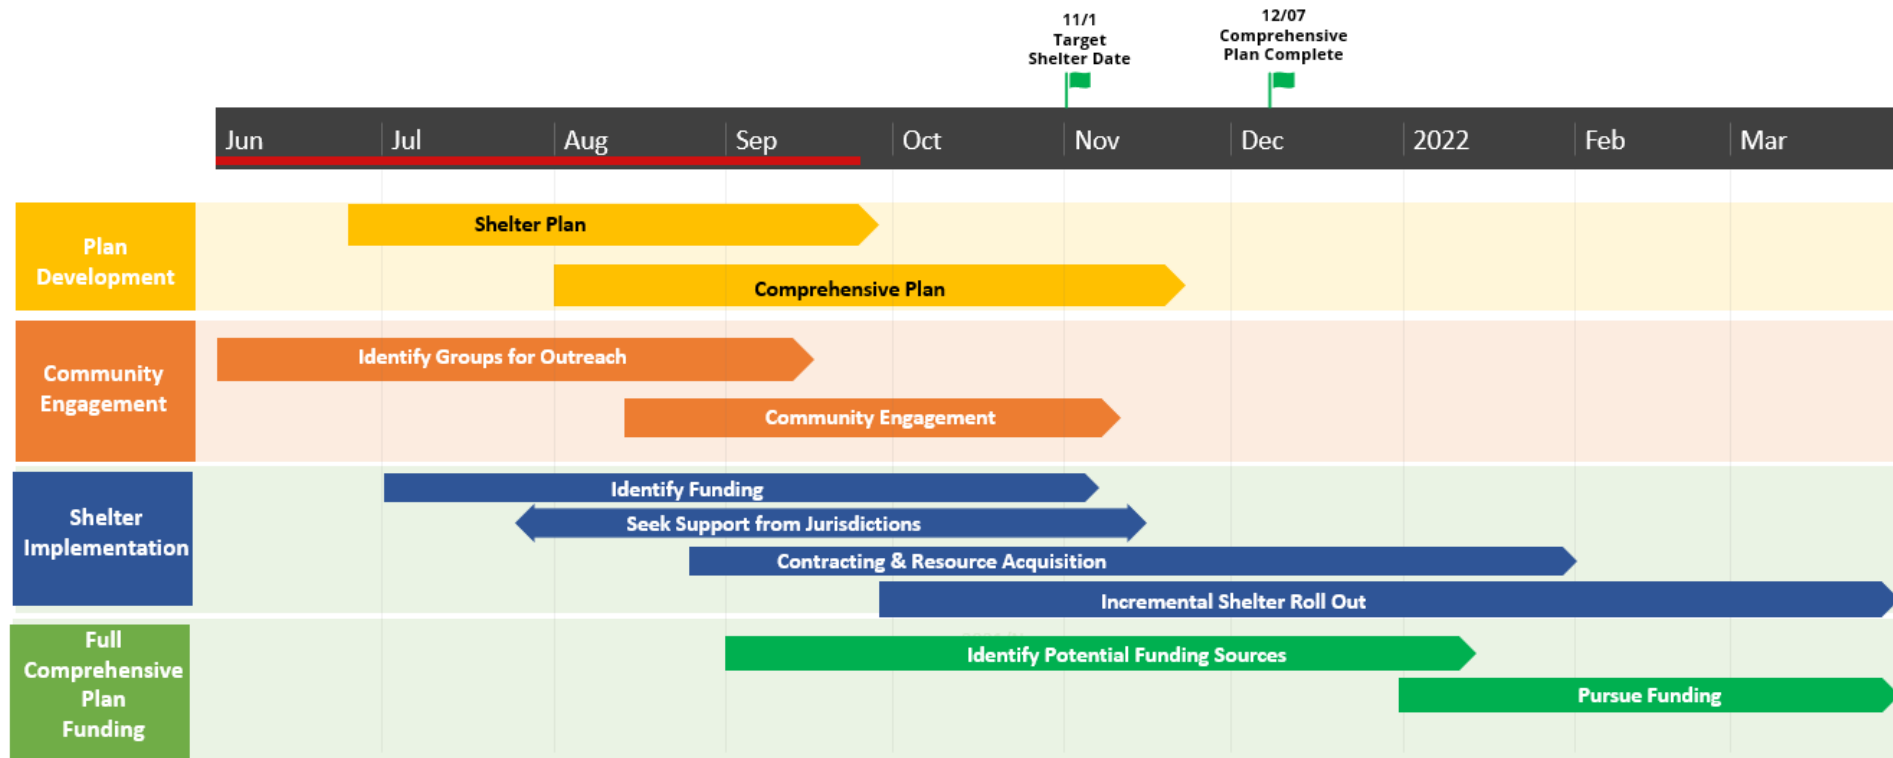 11/1
Target
Shelter Date
12/07
Comprehensive
Plan Complete
Jun Jul Aug Sep Oct Nov Dec 2022 Feb Mar
Plan
Development
Shelter Plan
Comprehensive Plan
Community
Engagement
Identify Groups for Outreach
Community Engagement
Shelter
Implementation
Identify Funding
Seek Support from Jurisdictions
Contracting & Resource Acquisition
Incremental Shelter Roll Out
Full
Comprehensive
Plan
Funding
Identify Potential Funding Sources
Pursue Funding